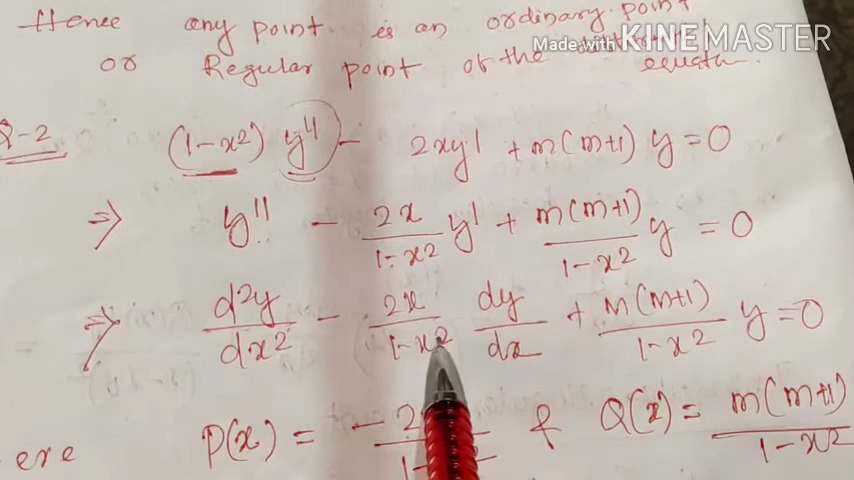 Hence any point is an ordinary point
Made with KINEMASTER
or Regular point of the equatn.
Q-2 (1-x²) y'' - 2xy' + m(m+1) y = 0
⇒ y'' - 2x/(1-x²) y' + m(m+1)/(1-x²) y = 0
⇒ d²y/dx² - 2x/(1-x²) dy/dx + m(m+1)/(1-x²) y = 0
ere P(x) = -2 & Q(x) = m(m+1)/(1-x²)